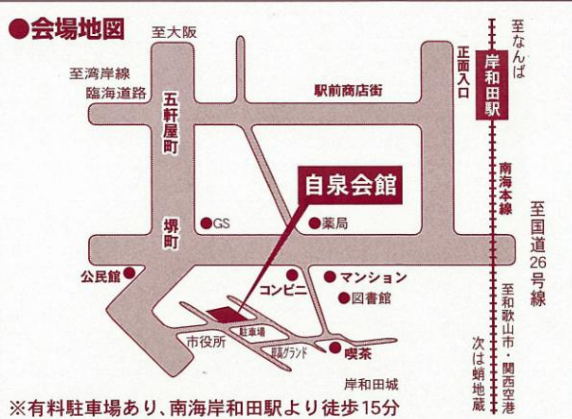 ●会場地図
至大阪
至湾岸線
臨海道路
五軒屋町
駅前商店街
正面入口
至なんば
岸和田駅
南海本線
至国道26号線
自泉会館
堺町
●GS
●薬局
公民館●
コンビニ
●マンション
●図書館
市役所
駐車場
岸高グランド
●喫茶
岸和田城
至和歌山市・関西空港
次は蛸地蔵
※有料駐車場あり、南海岸和田駅より徒歩15分